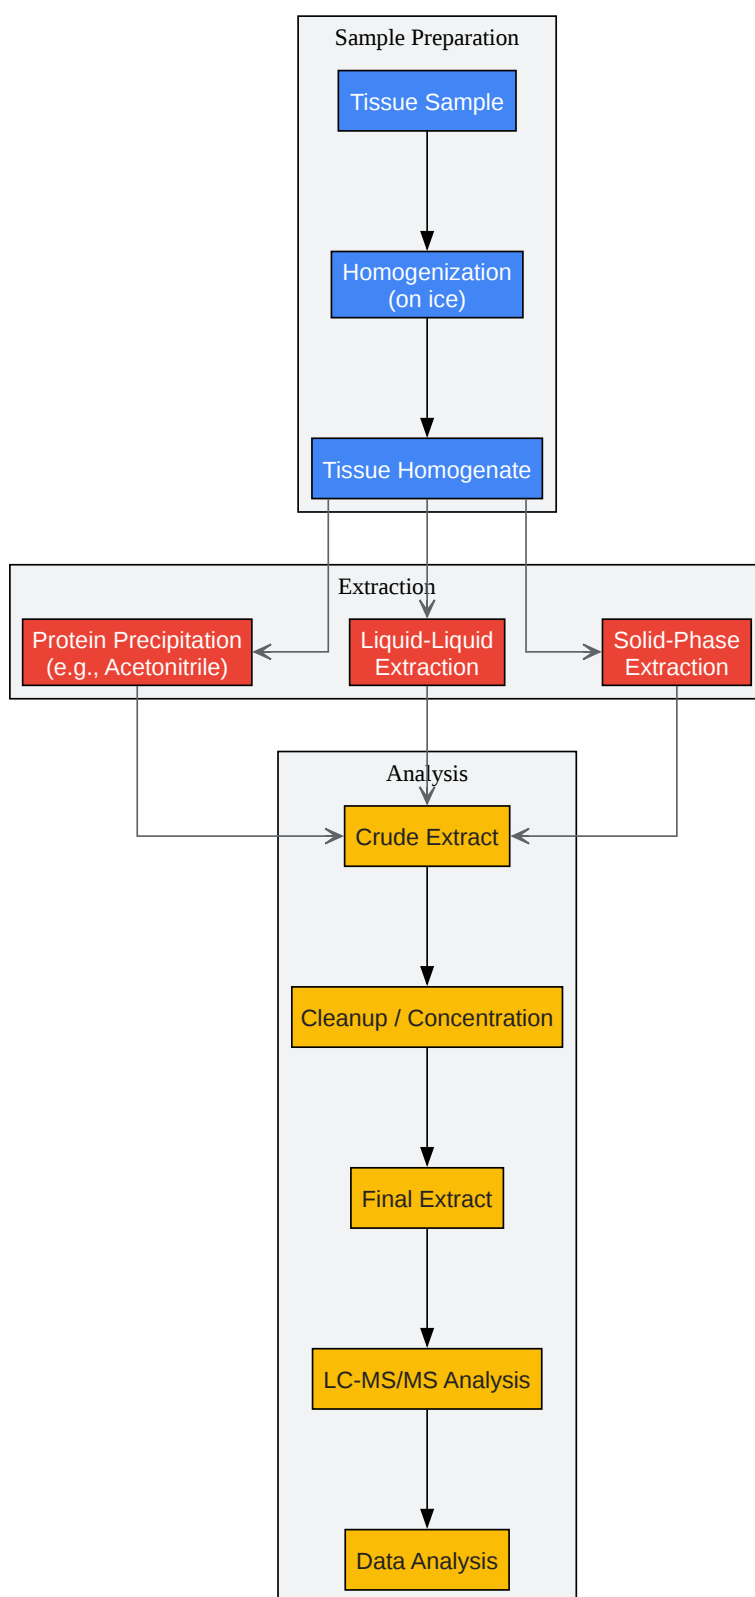 Sample Preparation
Tissue Sample
Homogenization
(on ice)
Tissue Homogenate
Extraction
Protein Precipitation
(e.g., Acetonitrile)
Liquid-Liquid
Extraction
Solid-Phase
Extraction
Analysis
Crude Extract
Cleanup / Concentration
Final Extract
LC-MS/MS Analysis
Data Analysis